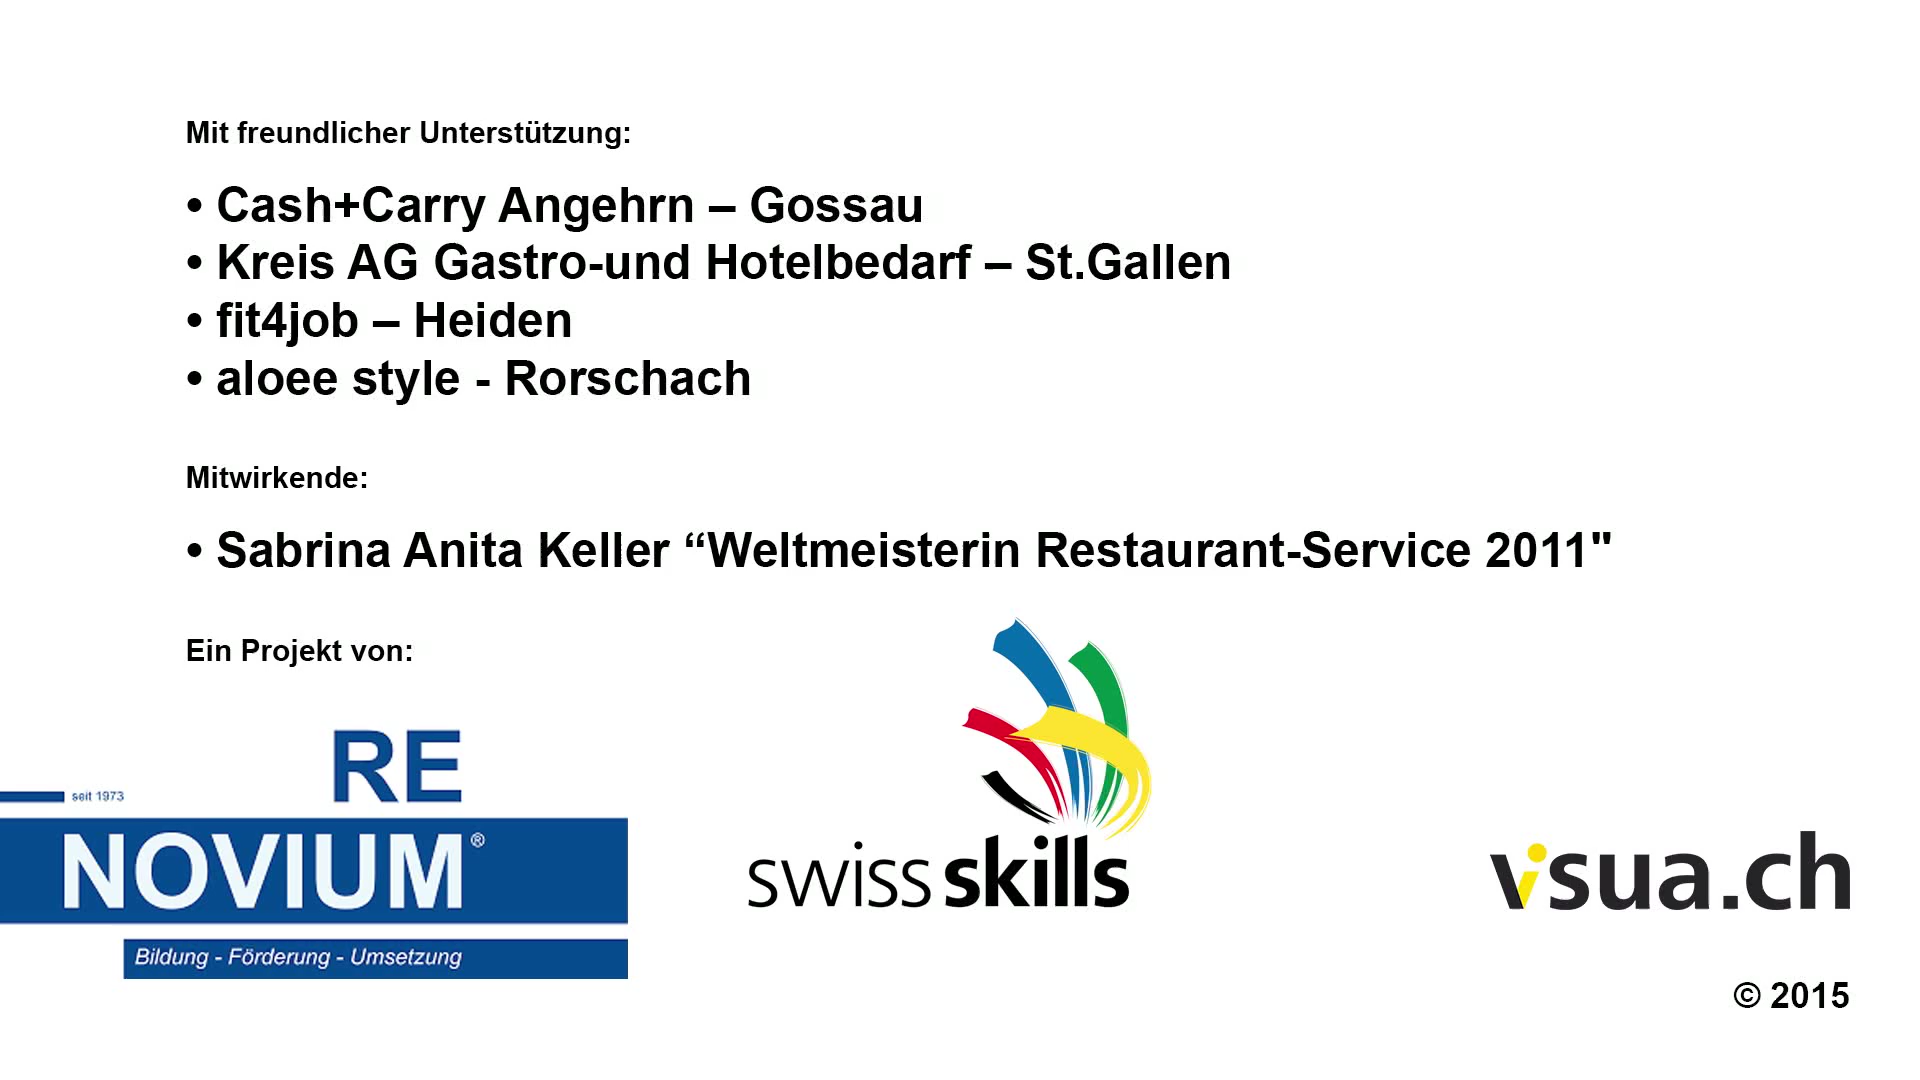 Mit freundlicher Unterstützung:
• Cash+Carry Angehrn – Gossau
• Kreis AG Gastro-und Hotelbedarf – St.Gallen
• fit4job – Heiden
• aloee style - Rorschach
Mitwirkende:
• Sabrina Anita Keller “Weltmeisterin Restaurant-Service 2011"
Ein Projekt von:
RE
seit 1973
NOVIUM®
Bildung - Förderung - Umsetzung
swiss skills
visua.ch
© 2015